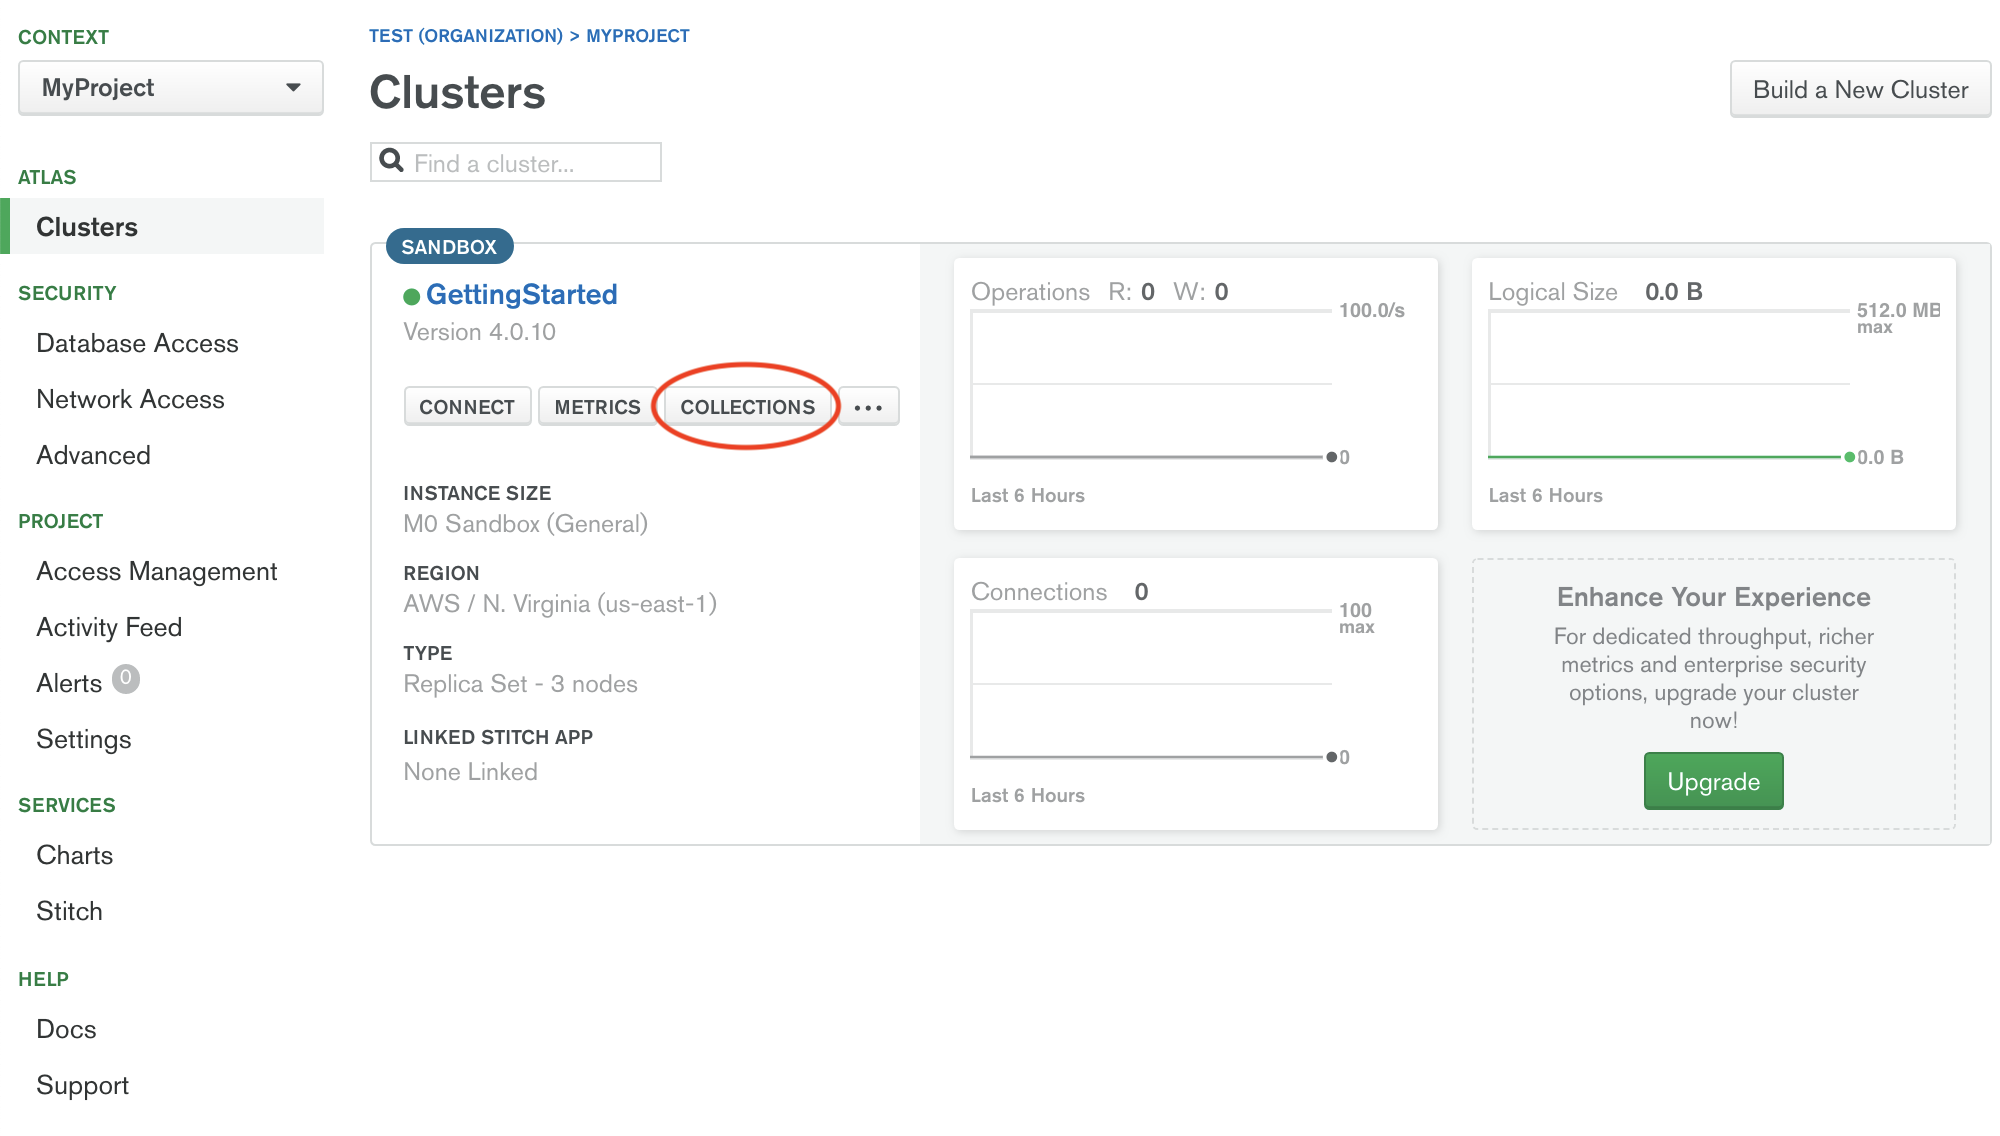 CONTEXT
MyProject
ATLAS
Clusters
SECURITY
Database Access
Network Access
Advanced
PROJECT
Access Management
Activity Feed
Alerts 0
Settings
SERVICES
Charts
Stitch
HELP
Docs
Support
TEST (ORGANIZATION) > MYPROJECT
Clusters
Build a New Cluster
Find a cluster...
SANDBOX
GettingStarted
Version 4.0.10
CONNECT METRICS COLLECTIONS ...
INSTANCE SIZE
M0 Sandbox (General)
REGION
AWS / N. Virginia (us-east-1)
TYPE
Replica Set - 3 nodes
LINKED STITCH APP
None Linked
Operations R: 0 W: 0
100.0/s
0
Last 6 Hours
Logical Size 0.0 B
512.0 MB
max
0.0 B
Last 6 Hours
Connections 0
100
max
0
Last 6 Hours
Enhance Your Experience
For dedicated throughput, richer
metrics and enterprise security
options, upgrade your cluster
now!
Upgrade